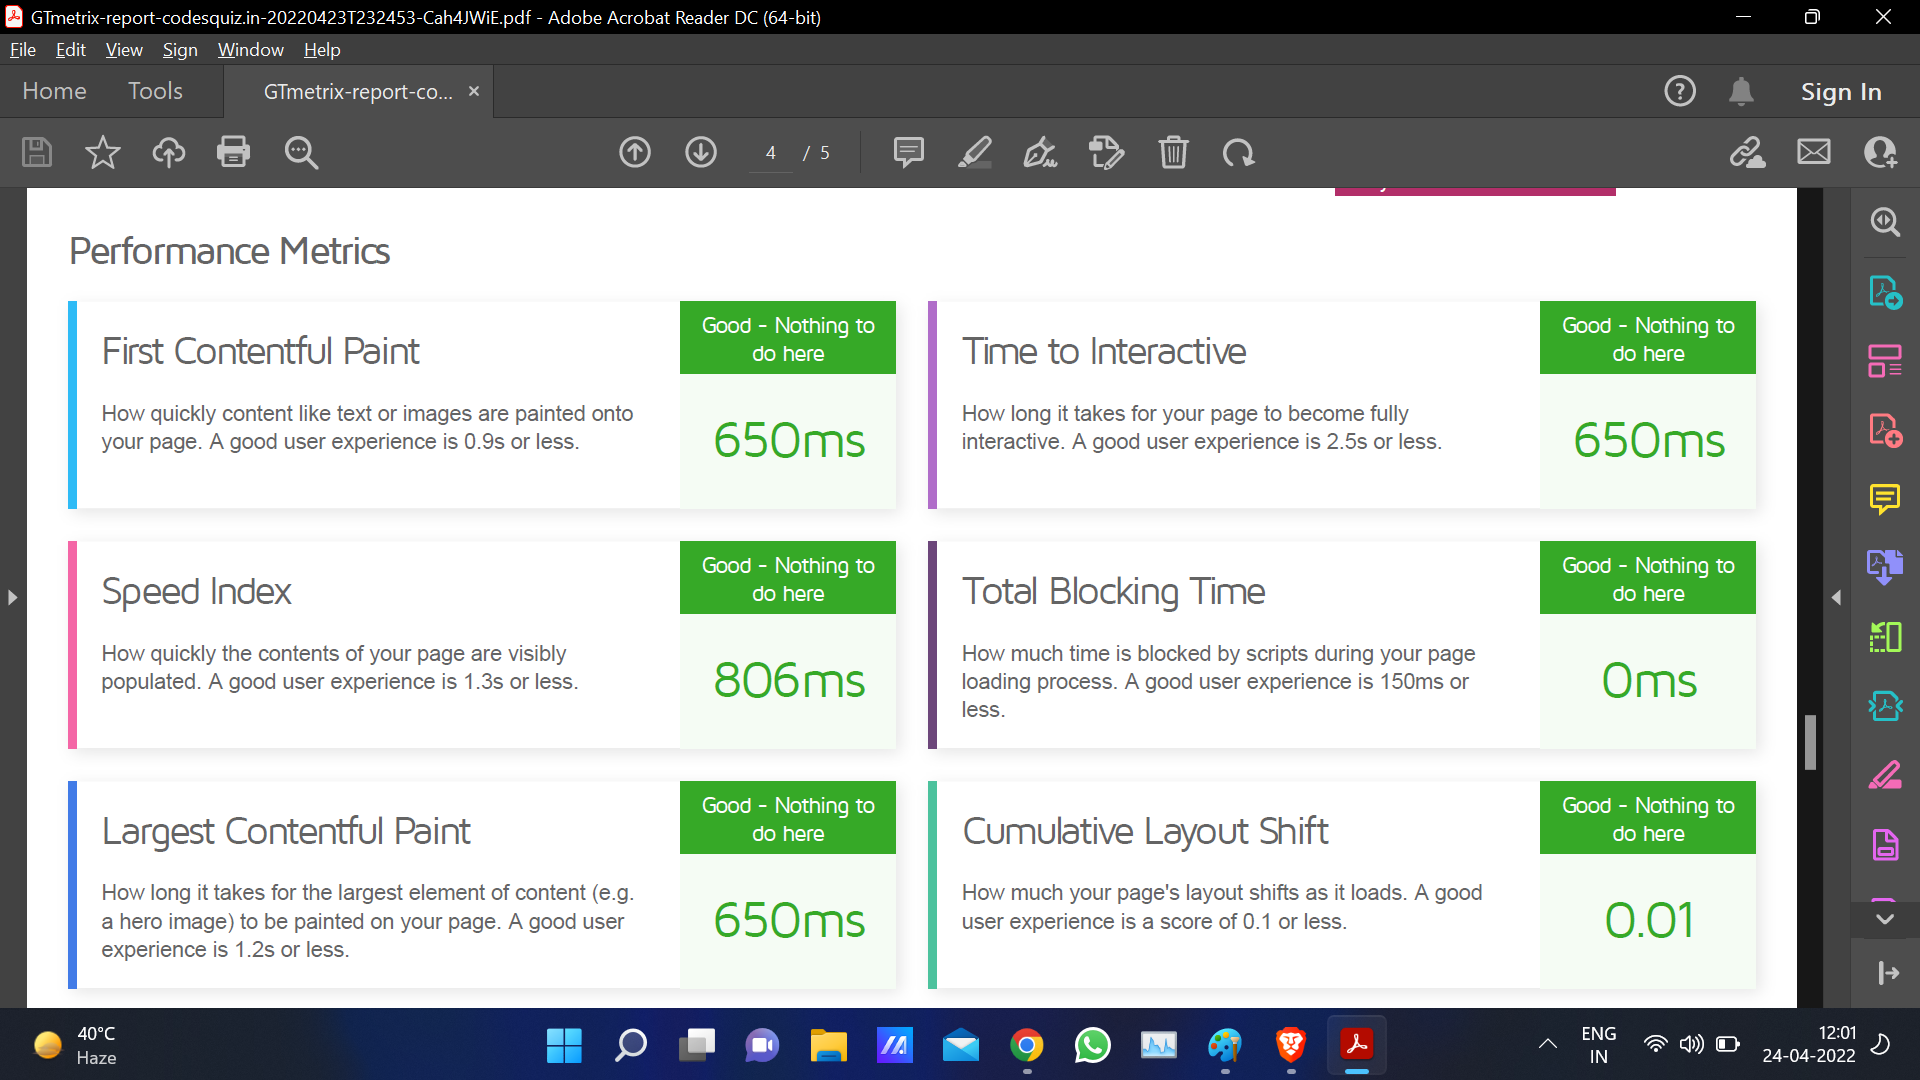 GTmetrix-report-codesquiz.in-20220423T232453-Cah4JWiE.pdf - Adobe Acrobat Reader DC (64-bit)
File Edit View Sign Window Help
Home Tools GTmetrix-report-co... × Sign In
4 / 5
Performance Metrics
First Contentful Paint
How quickly content like text or images are painted onto
your page. A good user experience is 0.9s or less.
Good - Nothing to
do here
650ms
Time to Interactive
How long it takes for your page to become fully
interactive. A good user experience is 2.5s or less.
Good - Nothing to
do here
650ms
Speed Index
How quickly the contents of your page are visibly
populated. A good user experience is 1.3s or less.
Good - Nothing to
do here
806ms
Total Blocking Time
How much time is blocked by scripts during your page
loading process. A good user experience is 150ms or
less.
Good - Nothing to
do here
0ms
Largest Contentful Paint
How long it takes for the largest element of content (e.g.
a hero image) to be painted on your page. A good user
experience is 1.2s or less.
Good - Nothing to
do here
650ms
Cumulative Layout Shift
How much your page's layout shifts as it loads. A good
user experience is a score of 0.1 or less.
Good - Nothing to
do here
0.01
40°C
Haze
ENG
IN
12:01
24-04-2022